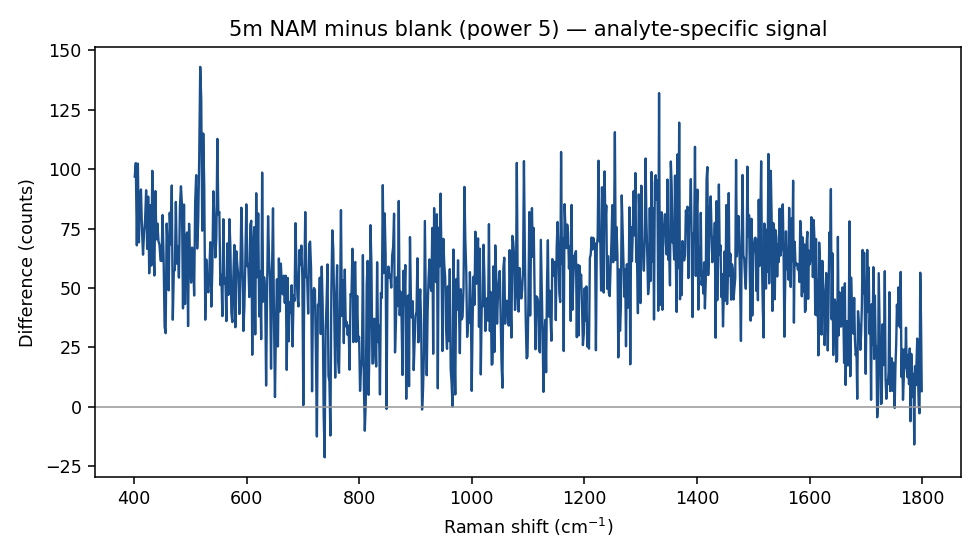 5m NAM minus blank (power 5) — analyte-specific signal
150
125
100
75
50
25
0
−25
Difference (counts)
400 600 800 1000 1200 1400 1600 1800
Raman shift (cm⁻¹)